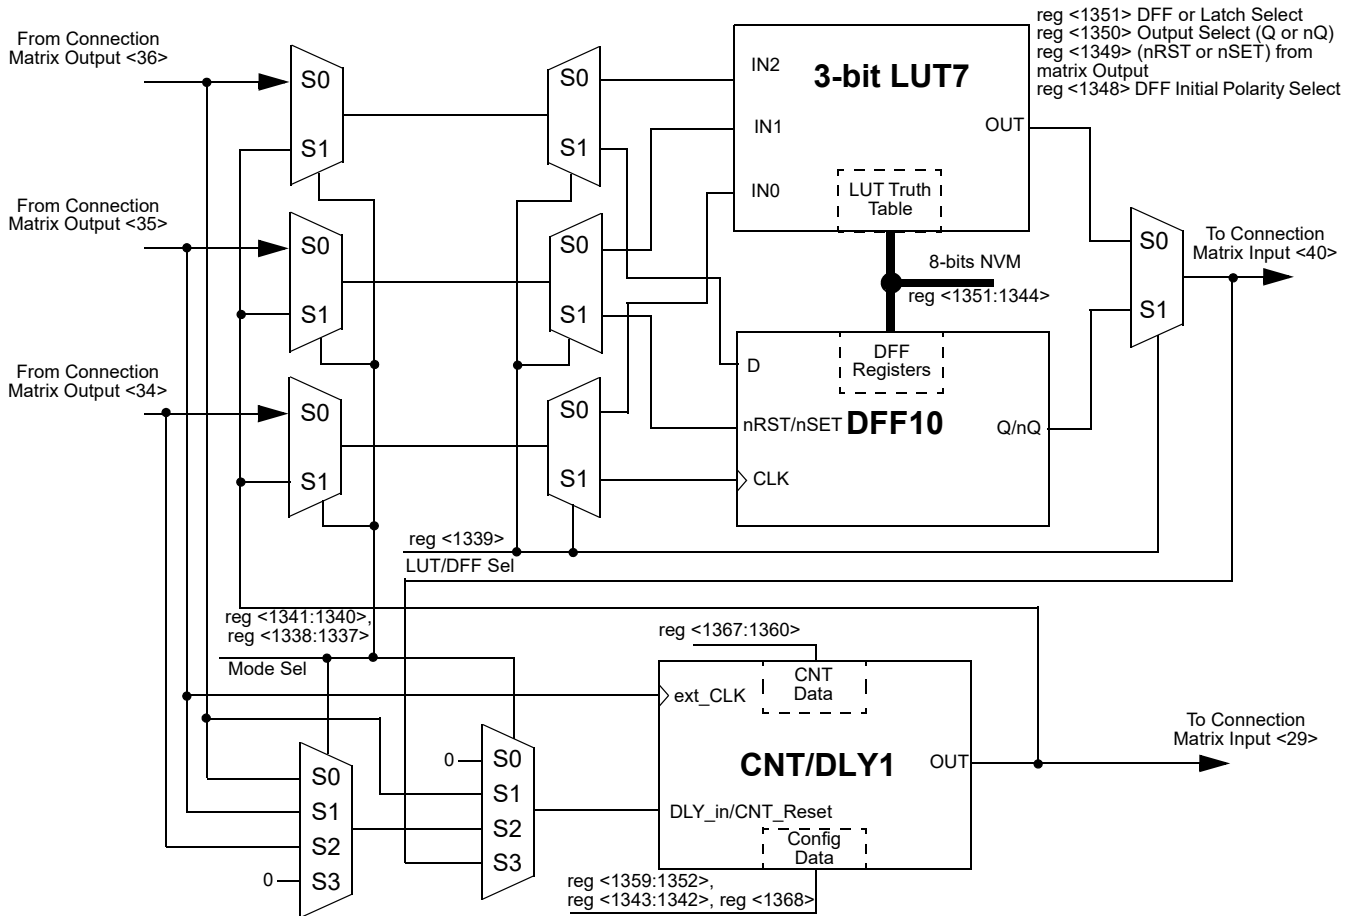 reg <1351> DFF or Latch Select
reg <1350> Output Select (Q or nQ)
reg <1349> (nRST or nSET) from
matrix Output
reg <1348> DFF Initial Polarity Select
From Connection
Matrix Output <36>
S0
S1
S0
S1
IN2
3-bit LUT7
IN1
OUT
IN0
LUT Truth
Table
From Connection
Matrix Output <35>
S0
S1
S0
S1
8-bits NVM
reg <1351:1344>
S0
S1
To Connection
Matrix Input <40>
From Connection
Matrix Output <34>
S0
S1
S0
S1
DFF
Registers
D
nRST/nSET
DFF10
Q/nQ
CLK
reg <1339>
LUT/DFF Sel
reg <1341:1340>,
reg <1338:1337>
Mode Sel
reg <1367:1360>
CNT
Data
ext_CLK
CNT/DLY1
OUT
To Connection
Matrix Input <29>
DLY_in/CNT_Reset
Config
Data
0
S0
S1
S2
S3
S0
S1
S2
0
S3
reg <1359:1352>,
reg <1343:1342>, reg <1368>